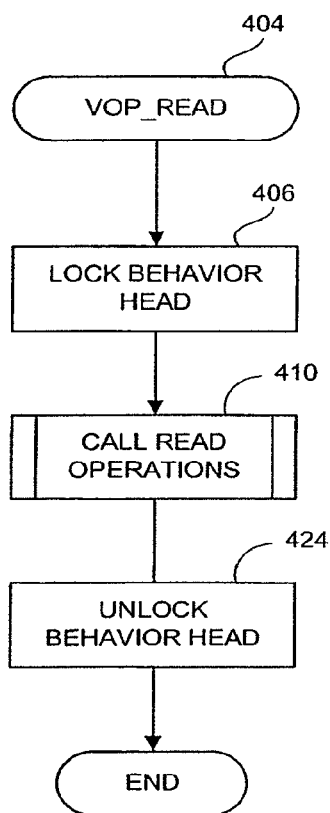 404
VOP_READ
406
LOCK BEHAVIOR
HEAD
410
CALL READ
OPERATIONS
424
UNLOCK
BEHAVIOR HEAD
END